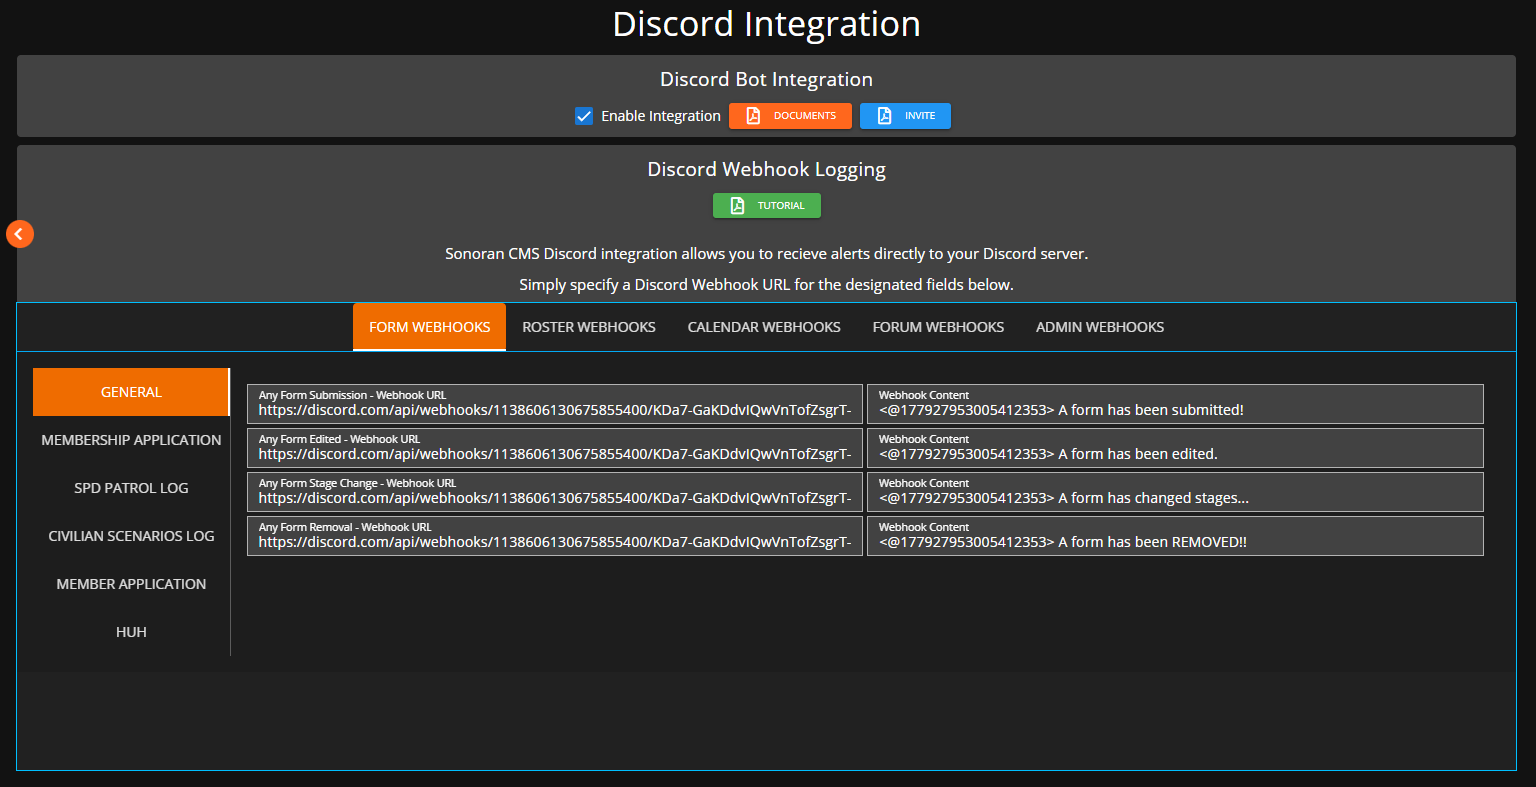 Discord Integration
Discord Bot Integration
Enable Integration DOCUMENTS INVITE
Discord Webhook Logging
TUTORIAL
Sonoran CMS Discord integration allows you to recieve alerts directly to your Discord server.
Simply specify a Discord Webhook URL for the designated fields below.
FORM WEBHOOKS ROSTER WEBHOOKS CALENDAR WEBHOOKS FORUM WEBHOOKS ADMIN WEBHOOKS
GENERAL
MEMBERSHIP APPLICATION
SPD PATROL LOG
CIVILIAN SCENARIOS LOG
MEMBER APPLICATION
HUH
Any Form Submission - Webhook URL
https://discord.com/api/webhooks/1138606130675855400/KDa7-GaKDdvIQwVnTofZsgrT-
Webhook Content
<@177927953005412353> A form has been submitted!
Any Form Edited - Webhook URL
https://discord.com/api/webhooks/1138606130675855400/KDa7-GaKDdvIQwVnTofZsgrT-
Webhook Content
<@177927953005412353> A form has been edited.
Any Form Stage Change - Webhook URL
https://discord.com/api/webhooks/1138606130675855400/KDa7-GaKDdvIQwVnTofZsgrT-
Webhook Content
<@177927953005412353> A form has changed stages...
Any Form Removal - Webhook URL
https://discord.com/api/webhooks/1138606130675855400/KDa7-GaKDdvIQwVnTofZsgrT-
Webhook Content
<@177927953005412353> A form has been REMOVED!!